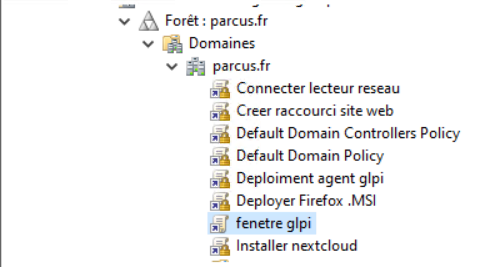 Forêt : parcus.fr
Domaines
parcus.fr
Connecter lecteur reseau
Creer raccourci site web
Default Domain Controllers Policy
Default Domain Policy
Deploiment agent glpi
Deployer Firefox .MSI
fenetre glpi
Installer nextcloud